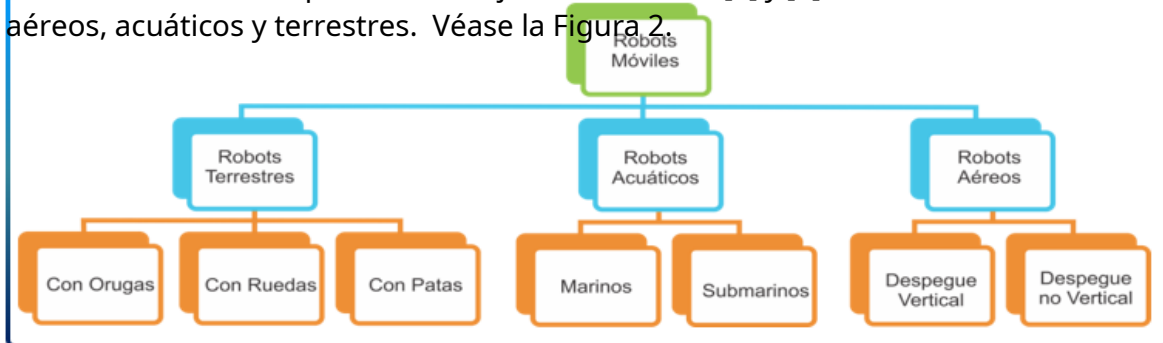 aéreos, acuáticos y terrestres. Véase la Figura 2.
Robots
Móviles
Robots
Terrestres
Robots
Acuáticos
Robots
Aéreos
Con Orugas
Con Ruedas
Con Patas
Marinos
Submarinos
Despegue
Vertical
Despegue
no Vertical